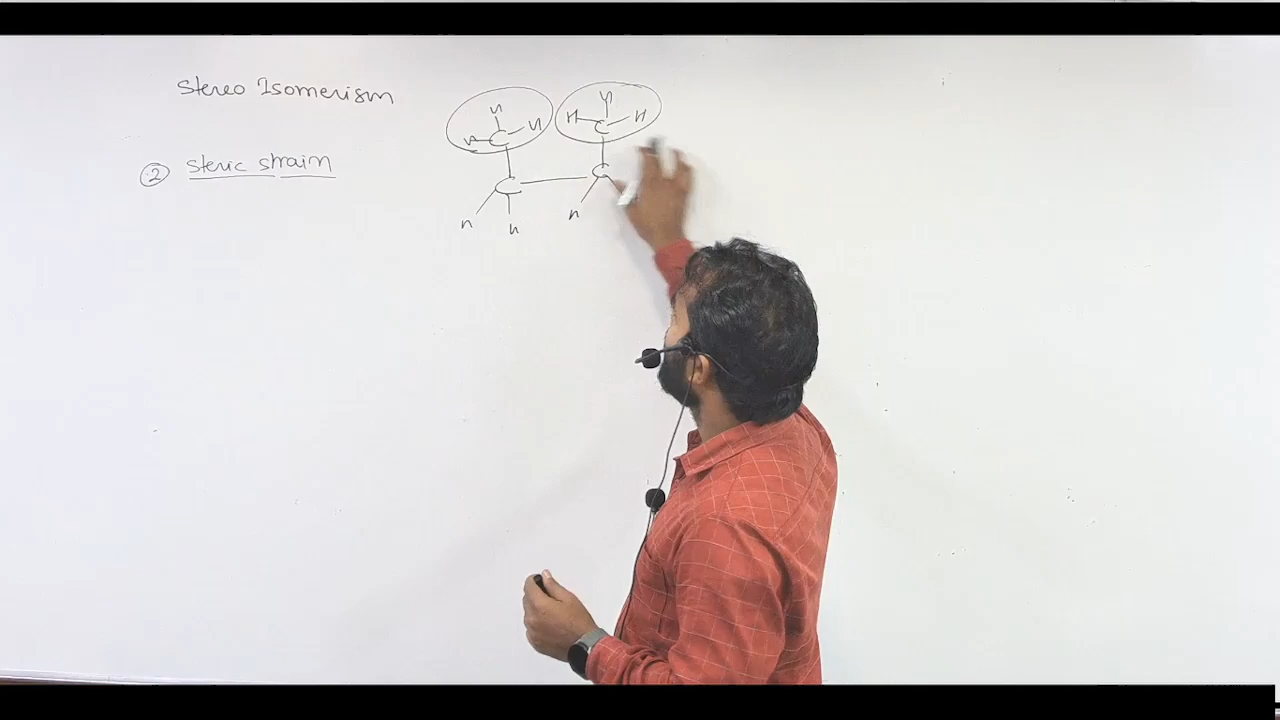 Stereo Isomerism
② Steric strain
H H
H H H H
C C
C C
H H H